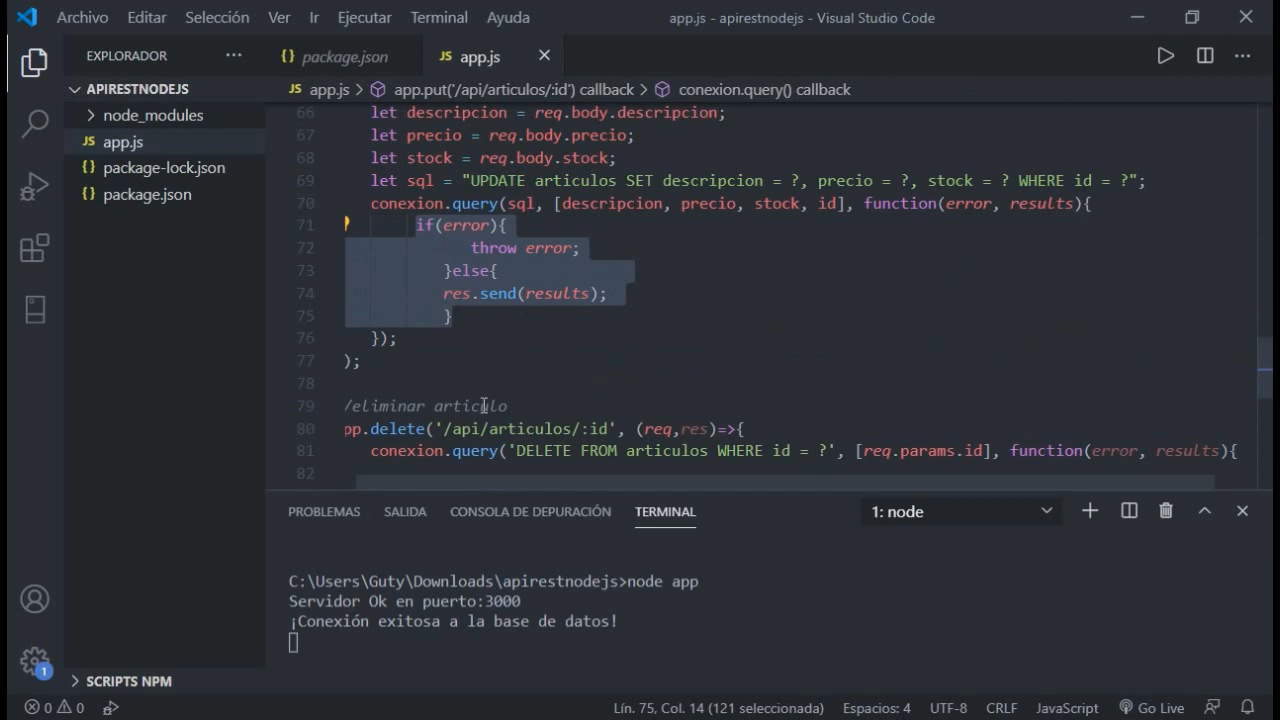 Archivo Editar Selección Ver Ir Ejecutar Terminal Ayuda app.js - apirestnodejs - Visual Studio Code
EXPLORADOR ··· {} package.json JS app.js
APIRESTNODEJS JS app.js > app.put('/api/articulos/:id') callback > conexion.query() callback
node_modules
JS app.js
{} package-lock.json
{} package.json
66 let descripcion = req.body.descripcion;
67 let precio = req.body.precio;
68 let stock = req.body.stock;
69 let sql = "UPDATE articulos SET descripcion = ?, precio = ?, stock = ? WHERE id = ?";
70 conexion.query(sql, [descripcion, precio, stock, id], function(error, results){
71 if(error){
72 throw error;
73 }else{
74 res.send(results);
75 }
76 });
77 );
78
79 /eliminar articulo
80 pp.delete('/api/articulos/:id', (req,res)=>{
81 conexion.query('DELETE FROM articulos WHERE id = ?', [req.params.id], function(error, results){
82
PROBLEMAS SALIDA CONSOLA DE DEPURACIÓN TERMINAL 1: node
C:\Users\Guty\Downloads\apirestnodejs>node app
Servidor Ok en puerto:3000
¡Conexión exitosa a la base de datos!
1
SCRIPTS NPM
0 0 Lín. 75, Col. 14 (121 seleccionada) Espacios: 4 UTF-8 CRLF JavaScript Go Live